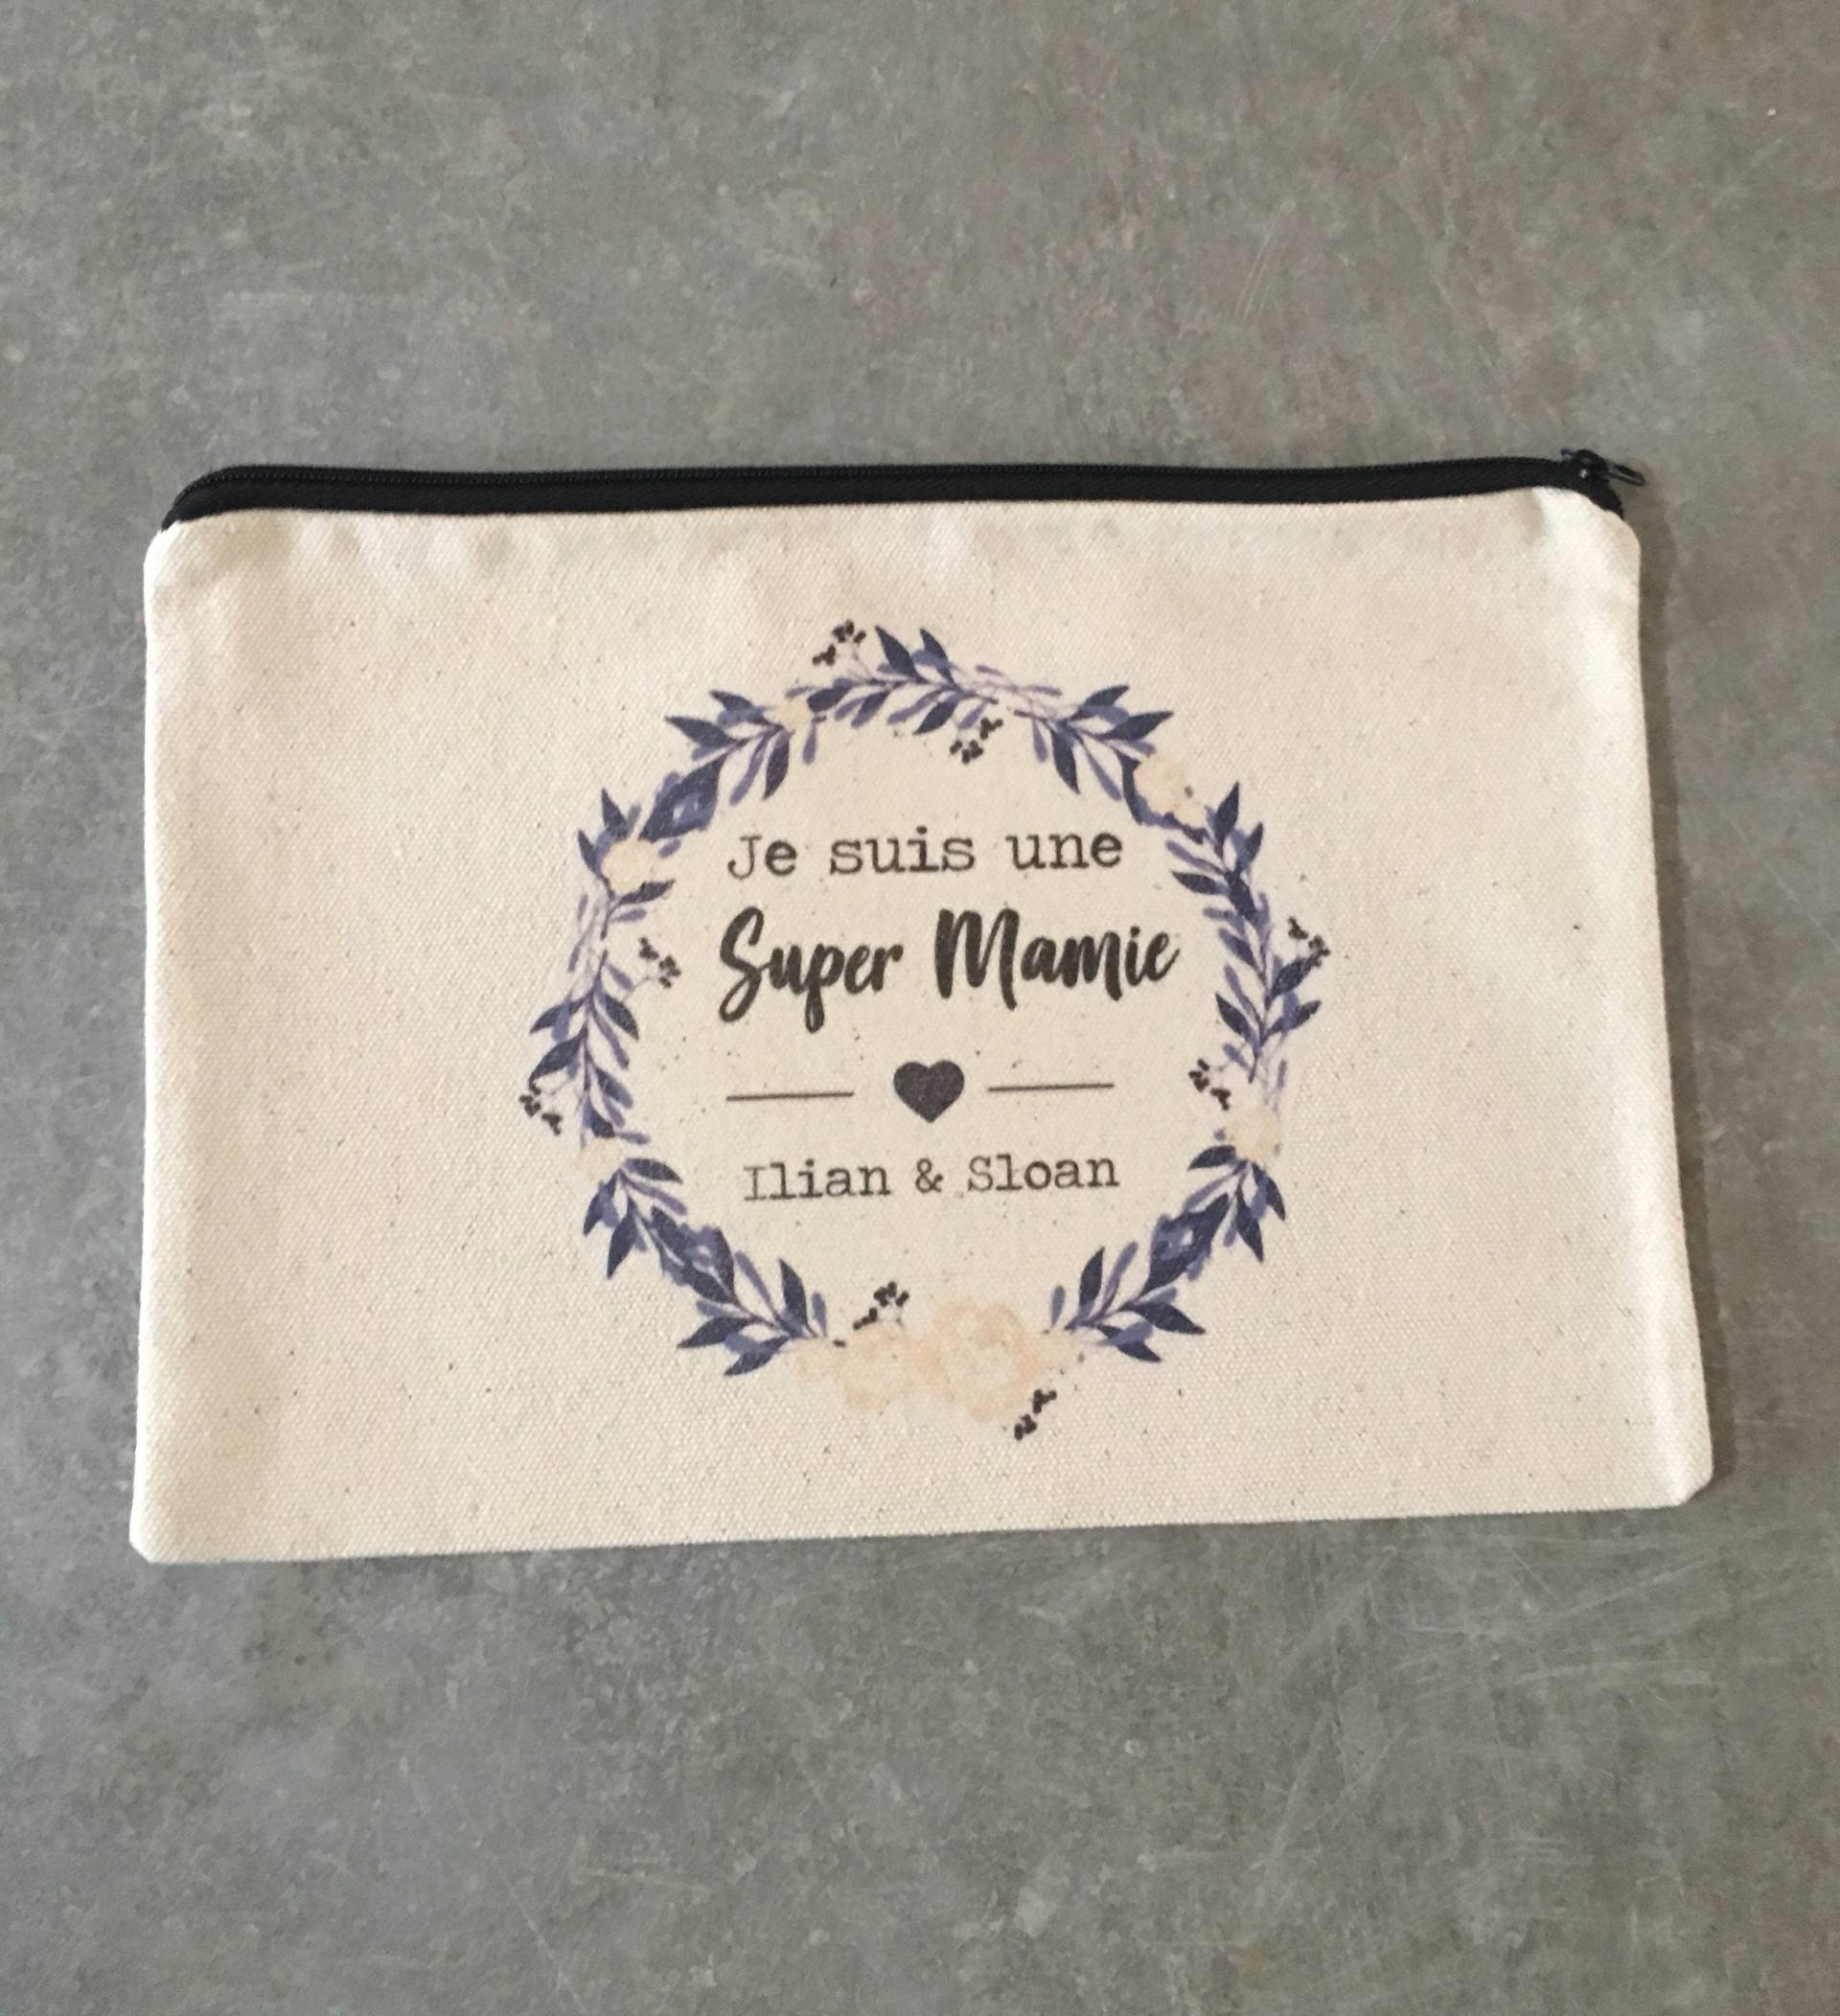 Je suis une
Super Mamie
Ilian & Sloan